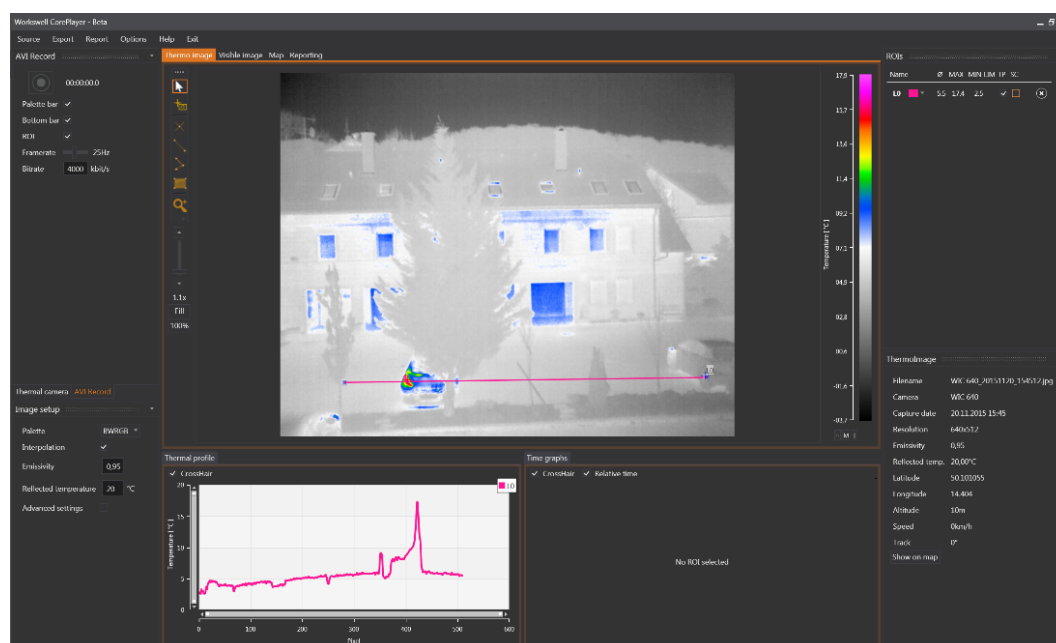 Workswell CorePlayer - Beta
Source Export Report Options Help Exit
AVI Record
00:00:00.0
Palette bar
Bottom bar
ROI
Framerate 25Hz
Bitrate 4000 kbit/s
Thermal camera AVI Record
Image setup
Palette BWRGB
Interpolation
Emissivity 0,95
Reflected temperature 20 °C
Advanced settings
Thermo image Visible image Map Reporting
1.1x
Fill
100%
L0
17,9
15,7
13,6
11,4
09,2
07,1
04,9
02,8
00,6
-01,6
-03,7
Temperature [°C]
M
Thermal profile
CrossHair
L0
Temperature [°C]
20
15
10
5
0
0 100 200 300 400 500 600
Pixel
Time graphs
CrossHair Relative time
No ROI selected
ROIs
Name Ø MAX MIN LIM TP SC
L0 5.5 17.4 2.5
ThermoImage
Filename WIC 640_20151120_154512.jpg
Camera WIC 640
Capture date 20.11.2015 15:45
Resolution 640x512
Emissivity 0,95
Reflected temp. 20,00°C
Latitude 50.101055
Longitude 14.404
Altitude 10m
Speed 0km/h
Track 0°
Show on map